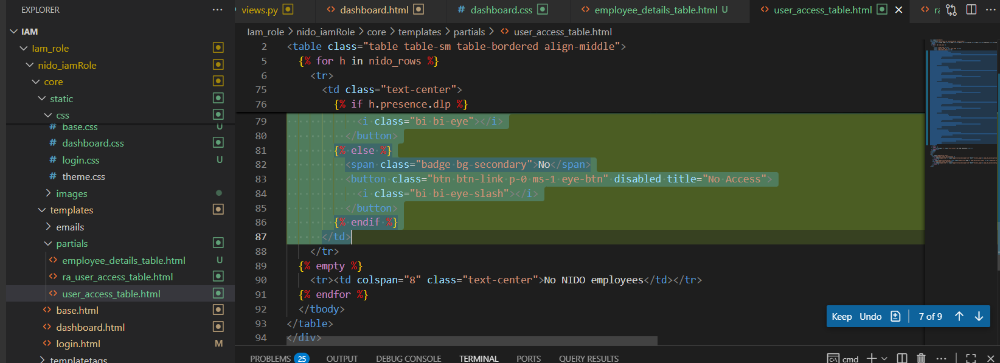 EXPLORER ...
IAM
Iam_role
nido_iamRole
core
static
css
base.css U
dashboard.css
login.css U
theme.css
images
templates
emails
partials
employee_details_table.html U
ra_user_access_table.html
user_access_table.html
base.html
dashboard.html
login.html M
templatetags
views.py dashboard.html # dashboard.css employee_details_table.html U user_access_table.html
Iam_role > nido_iamRole > core > templates > partials > user_access_table.html
2 <table class="table table-sm table-bordered align-middle">
5 {% for h in nido_rows %}
6 <tr>
75 <td class="text-center">
76 {% if h.presence.dlp %}
79 <i class="bi bi-eye"></i>
80 </button>
81 {% else %}
82 <span class="badge bg-secondary">No</span>
83 <button class="btn btn-link p-0 ms-1 eye-btn" disabled title="No Access">
84 <i class="bi bi-eye-slash"></i>
85 </button>
86 {% endif %}
87 </td>
88 </tr>
89 {% empty %}
90 <tr><td colspan="8" class="text-center">No NIDO employees</td></tr>
91 {% endfor %}
92 </tbody>
93 </table>
94 </div>
Keep Undo 7 of 9
PROBLEMS 25 OUTPUT DEBUG CONSOLE TERMINAL PORTS QUERY RESULTS cmd